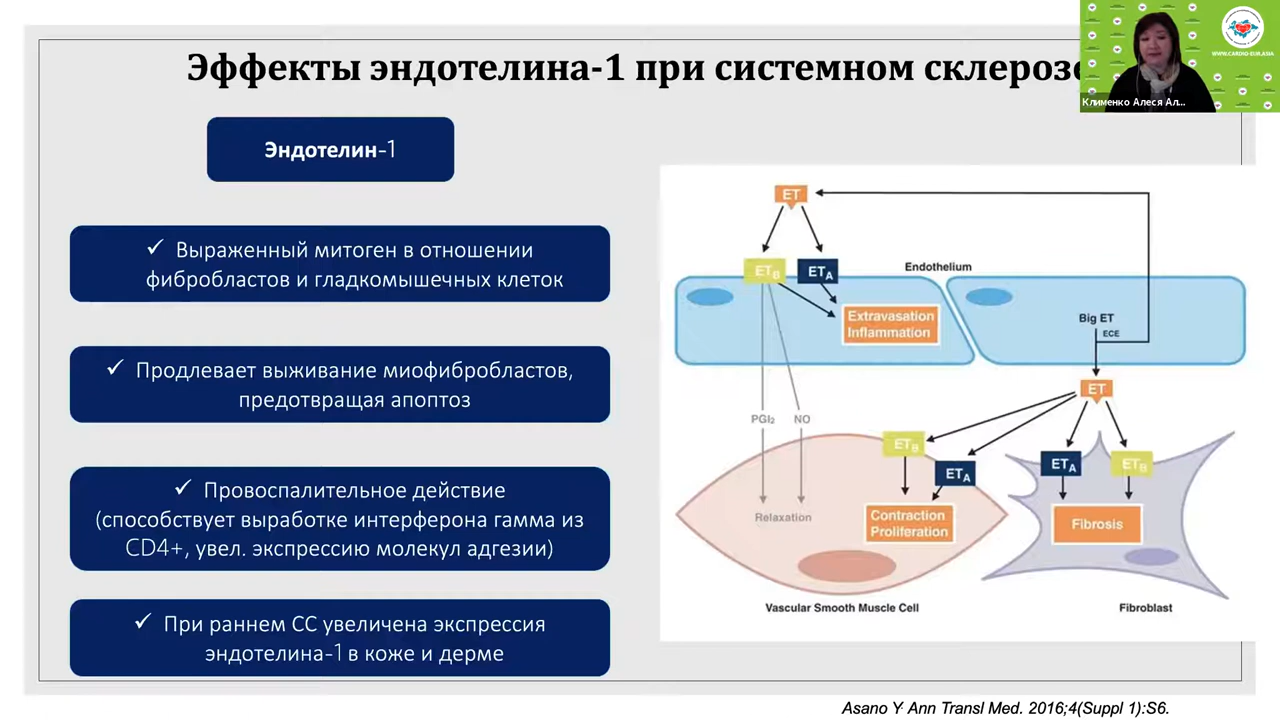 Эффекты эндотелина-1 при системном склерозе
WWW.CARDIO-EUR.ASIA
Клименко Алеся Ал...
Эндотелин-1
✓ Выраженный митоген в отношении
фибробластов и гладкомышечных клеток
✓ Продлевает выживание миофибробластов,
предотвращая апоптоз
✓ Провоспалительное действие
(способствует выработке интерферона гамма из
CD4+, увел. экспрессию молекул адгезии)
✓ При раннем СС увеличена экспрессия
эндотелина-1 в коже и дерме
ET
ETB
ETA
Endothelium
Extravasation
Inflammation
Big ET
ECE
ET
PGI₂
NO
ETB
ETA
ETA
ETB
Relaxation
Contraction
Proliferation
Fibrosis
Vascular Smooth Muscle Cell
Fibroblast
Asano Y Ann Transl Med. 2016;4(Suppl 1):S6.